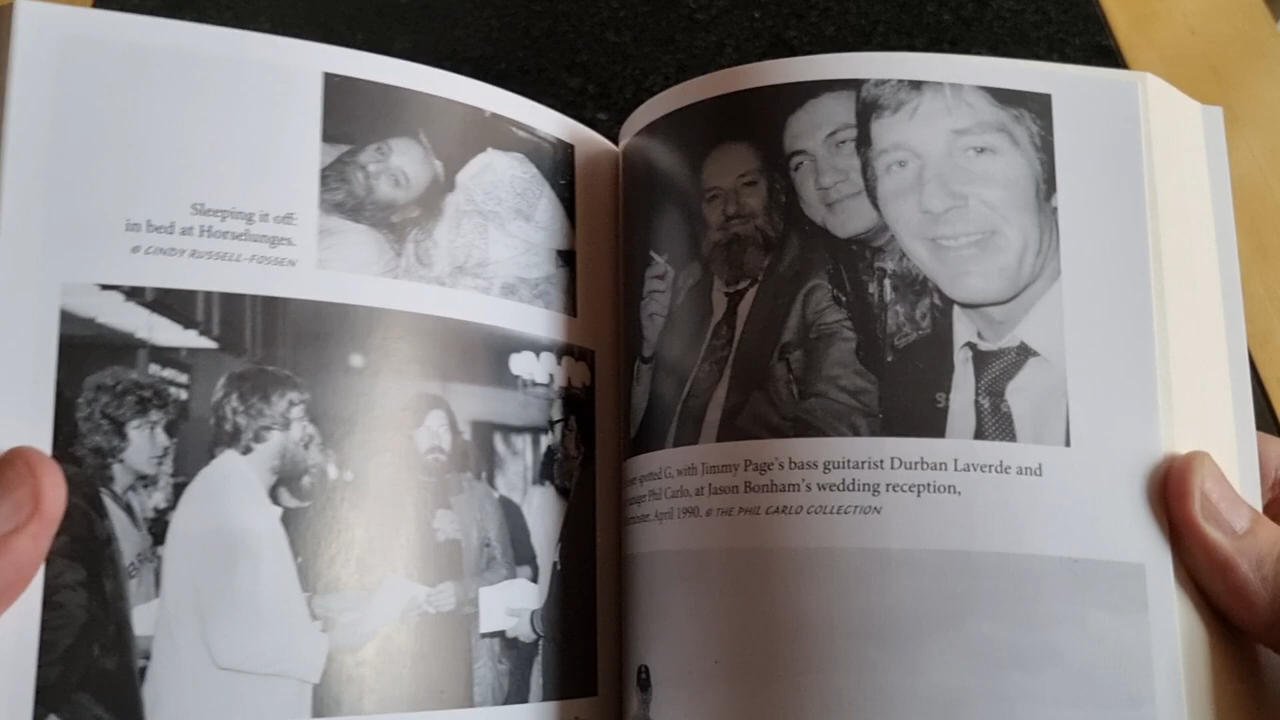 Sleeping it off:
in bed at Horselunges.
© CINDY RUSSELL-FOSSEN
spotted G, with Jimmy Page's bass guitarist Durban Laverde and
Phil Carlo, at Jason Bonham's wedding reception,
April 1990. © THE PHIL CARLO COLLECTION